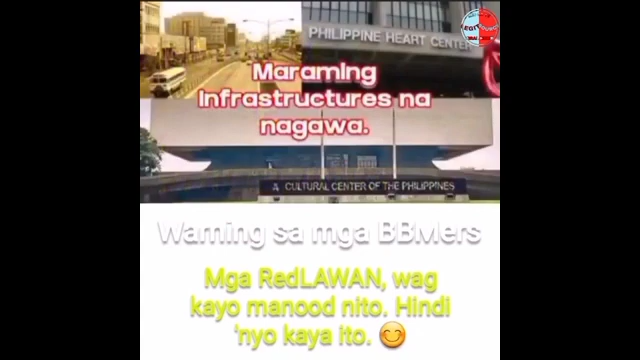 PHILIPPINE HEART CENTER
Maraming
infrastructures na
nagawa.
CULTURAL CENTER OF THE PHILIPPINES
Warning sa mga BBMers
Mga RedLAWAN, wag
kayo manood nito. Hindi
'nyo kaya ito. 😊